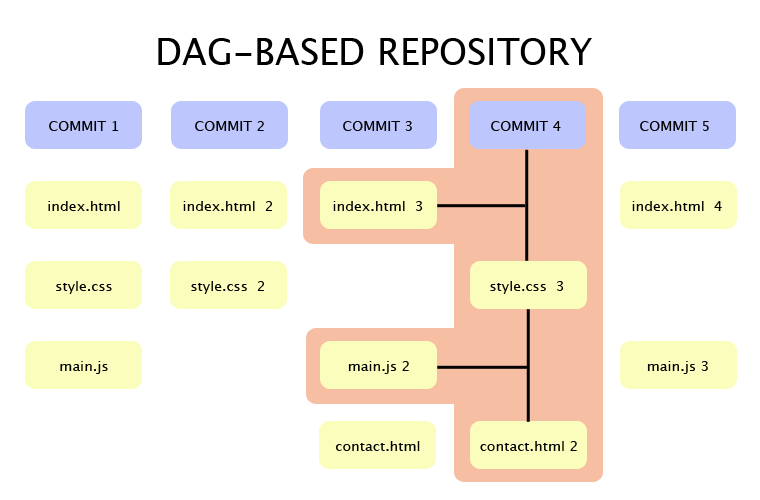 DAG-BASED REPOSITORY
COMMIT 1 COMMIT 2 COMMIT 3 COMMIT 4 COMMIT 5
index.html index.html 2 index.html 3 index.html 4
style.css style.css 2 style.css 3
main.js main.js 2 main.js 3
contact.html contact.html 2